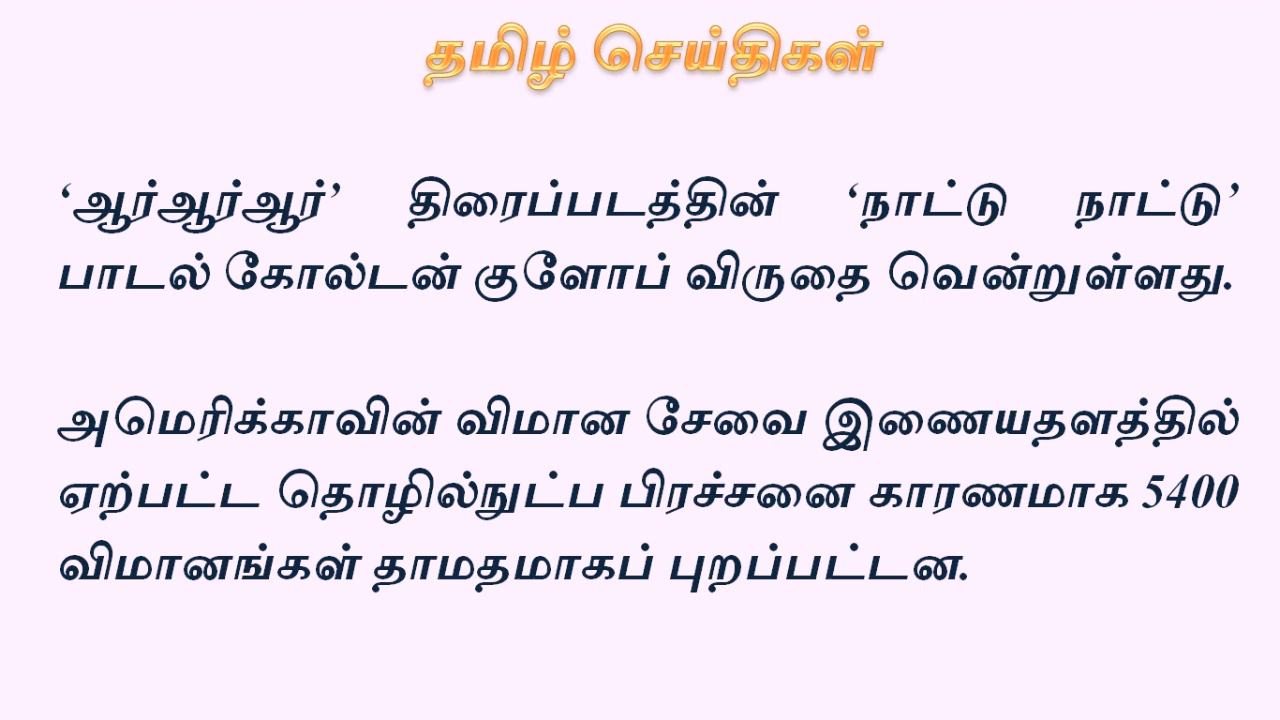 தமிழ் செய்திகள்
‘ஆர்ஆர்ஆர்’ திரைப்படத்தின் ‘நாட்டு நாட்டு’
பாடல் கோல்டன் குளோப் விருதை வென்றுள்ளது.
அமெரிக்காவின் விமான சேவை இணையதளத்தில்
ஏற்பட்ட தொழில்நுட்ப பிரச்சனை காரணமாக 5400
விமானங்கள் தாமதமாகப் புறப்பட்டன.